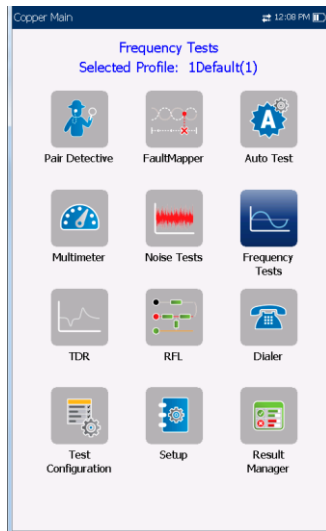 Copper Main 12:08 PM
Frequency Tests
Selected Profile: 1Default(1)
Pair Detective FaultMapper Auto Test
A
Multimeter Noise Tests Frequency
Tests
TDR RFL Dialer
Test
Configuration Setup Result
Manager